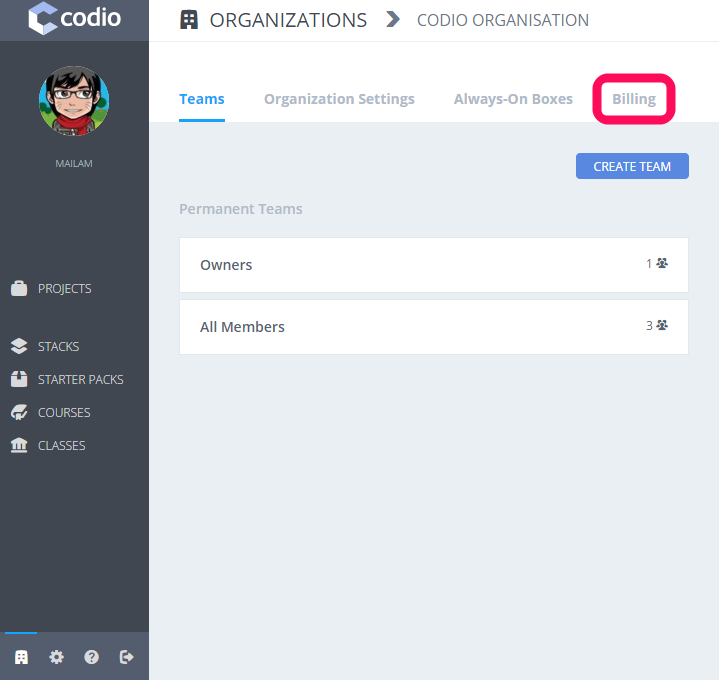 codio
ORGANIZATIONS CODIO ORGANISATION
MAILAM
PROJECTS
STACKS
STARTER PACKS
COURSES
CLASSES
Teams Organization Settings Always-On Boxes Billing
CREATE TEAM
Permanent Teams
Owners 1
All Members 3